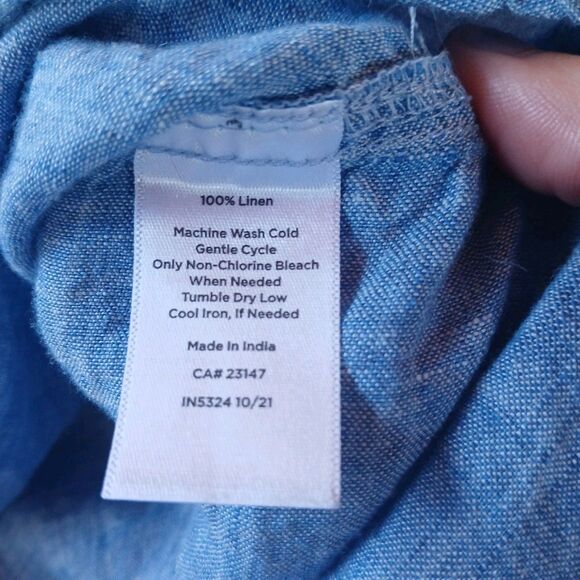 100% Linen
Machine Wash Cold
Gentle Cycle
Only Non-Chlorine Bleach
When Needed
Tumble Dry Low
Cool Iron, If Needed
Made In India
CA# 23147
IN5324 10/21